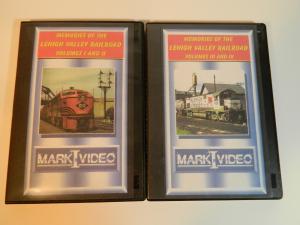 MEMORIES OF THE
LEHIGH VALLEY RAILROAD
VOLUMES I AND II
MARK I VIDEO
MEMORIES OF THE
LEHIGH VALLEY RAILROAD
VOLUMES III AND IV
MARK I VIDEO